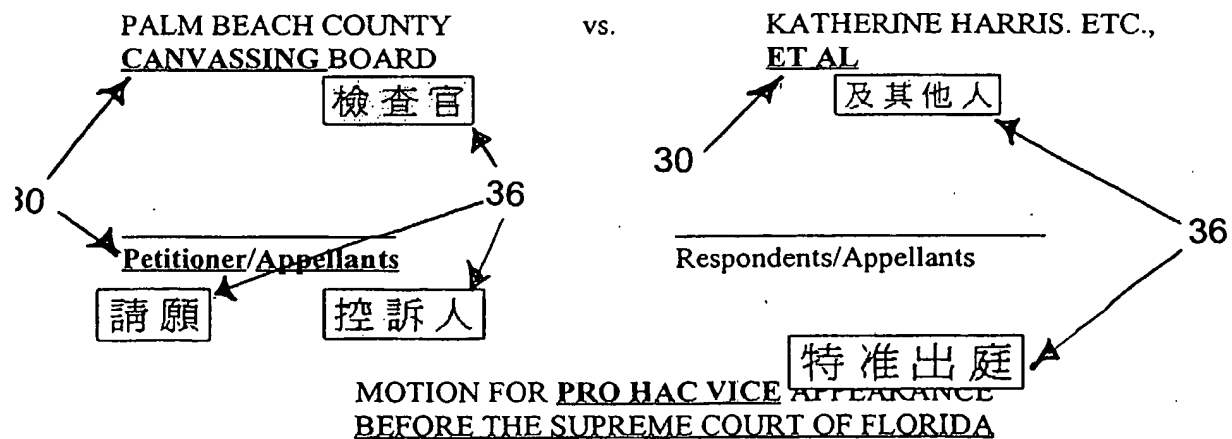 PALM BEACH COUNTY vs. KATHERINE HARRIS. ETC.,
CANVASSING BOARD ET AL
檢查官 及其他人
30
30 36
36
Petitioner/Appellants Respondents/Appellants
請願 控訴人
特准出庭
MOTION FOR PRO HAC VICE APPEARANCE
BEFORE THE SUPREME COURT OF FLORIDA